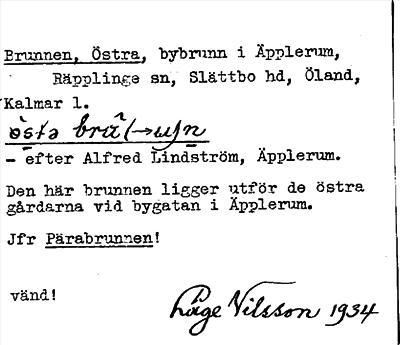 Brunnen, Östra, bybrunn i Äpplerum,
Räpplinge sn, Slättbo hd, Öland,
Kalmar l.
– efter Alfred Lindström, Äpplerum.
Den här brunnen ligger utför de östra
gårdarna vid bygatan i Äpplerum.
Jfr Pärabrunnen!
vänd!
Åge Nilsson 1934